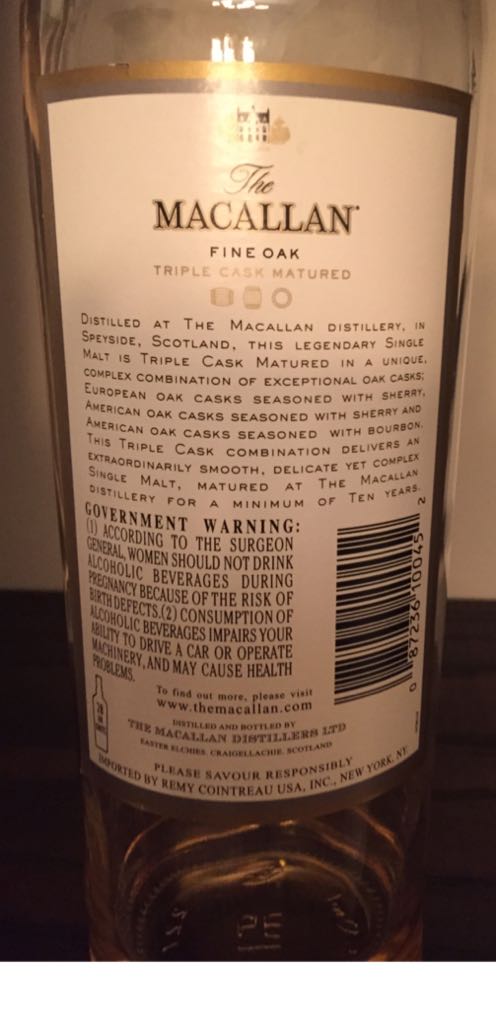 The
MACALLAN
FINE OAK
TRIPLE CASK MATURED
DISTILLED AT THE MACALLAN DISTILLERY, IN
SPEYSIDE, SCOTLAND, THIS LEGENDARY SINGLE
MALT IS TRIPLE CASK MATURED IN A UNIQUE,
COMPLEX COMBINATION OF EXCEPTIONAL OAK CASKS;
EUROPEAN OAK CASKS SEASONED WITH SHERRY,
AMERICAN OAK CASKS SEASONED WITH SHERRY AND
AMERICAN OAK CASKS SEASONED WITH BOURBON.
THIS TRIPLE CASK COMBINATION DELIVERS AN
EXTRAORDINARILY SMOOTH, DELICATE YET COMPLEX
SINGLE MALT, MATURED AT THE MACALLAN
DISTILLERY FOR A MINIMUM OF TEN YEARS.
GOVERNMENT WARNING:
(1) ACCORDING TO THE SURGEON
GENERAL, WOMEN SHOULD NOT DRINK
ALCOHOLIC BEVERAGES DURING
PREGNANCY BECAUSE OF THE RISK OF
BIRTH DEFECTS.(2) CONSUMPTION OF
ALCOHOLIC BEVERAGES IMPAIRS YOUR
ABILITY TO DRIVE A CAR OR OPERATE
MACHINERY, AND MAY CAUSE HEALTH
PROBLEMS.
0 87236 10045 2
To find out more, please visit
www.themacallan.com
DISTILLED AND BOTTLED BY
THE MACALLAN DISTILLERS LTD
EASTER ELCHIES, CRAIGELLACHIE, SCOTLAND
PLEASE SAVOUR RESPONSIBLY
IMPORTED BY REMY COINTREAU USA, INC., NEW YORK, NY.